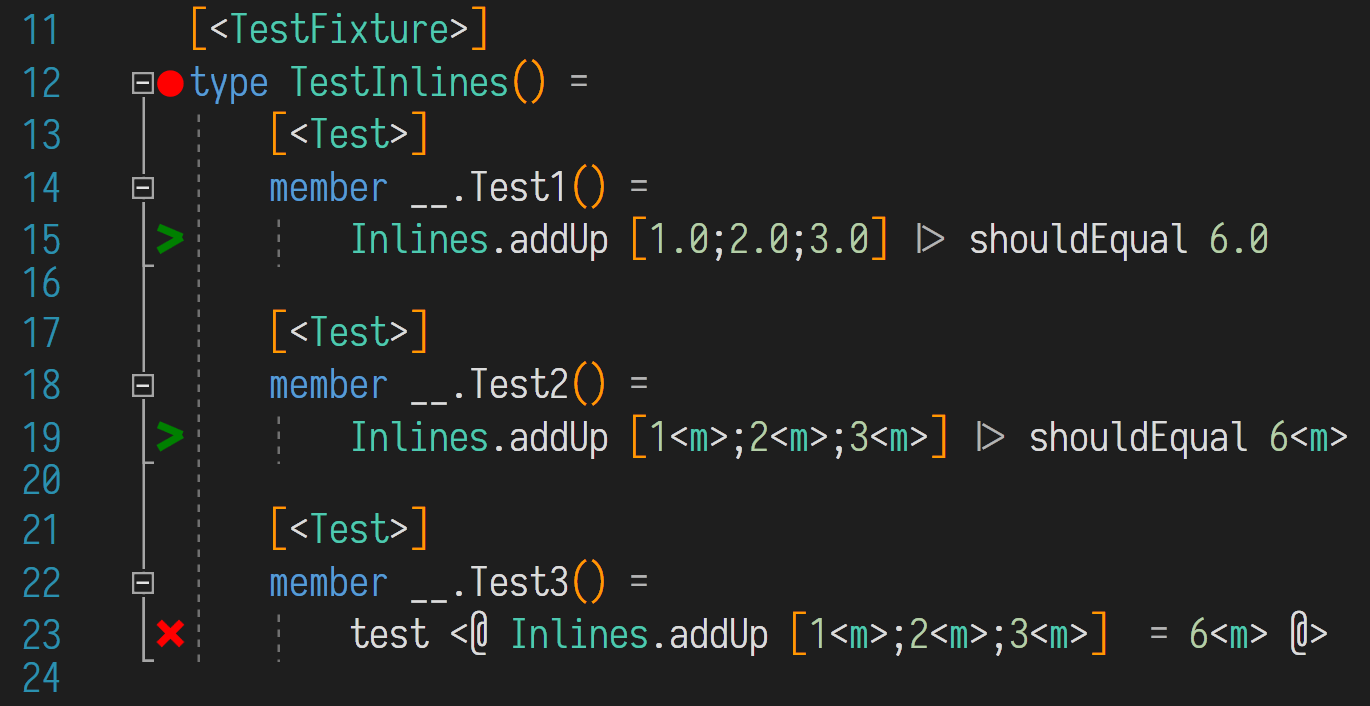 11 [<TestFixture>]
12 type TestInlines() =
13 [<Test>]
14 member __.Test1() =
15 Inlines.addUp [1.0;2.0;3.0] |> shouldEqual 6.0
16
17 [<Test>]
18 member __.Test2() =
19 Inlines.addUp [1<m>;2<m>;3<m>] |> shouldEqual 6<m>
20
21 [<Test>]
22 member __.Test3() =
23 test <@ Inlines.addUp [1<m>;2<m>;3<m>]  = 6<m> @>
24